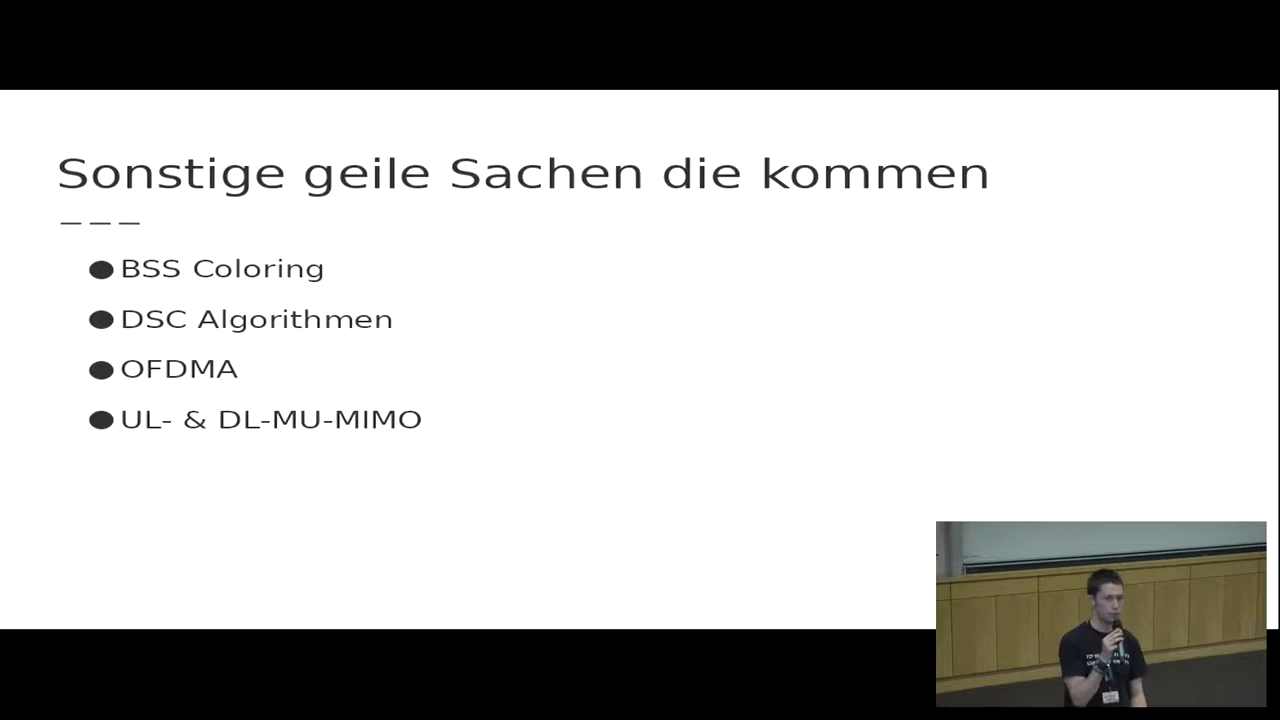 Sonstige geile Sachen die kommen
BSS Coloring
DSC Algorithmen
OFDMA
UL- & DL-MU-MIMO